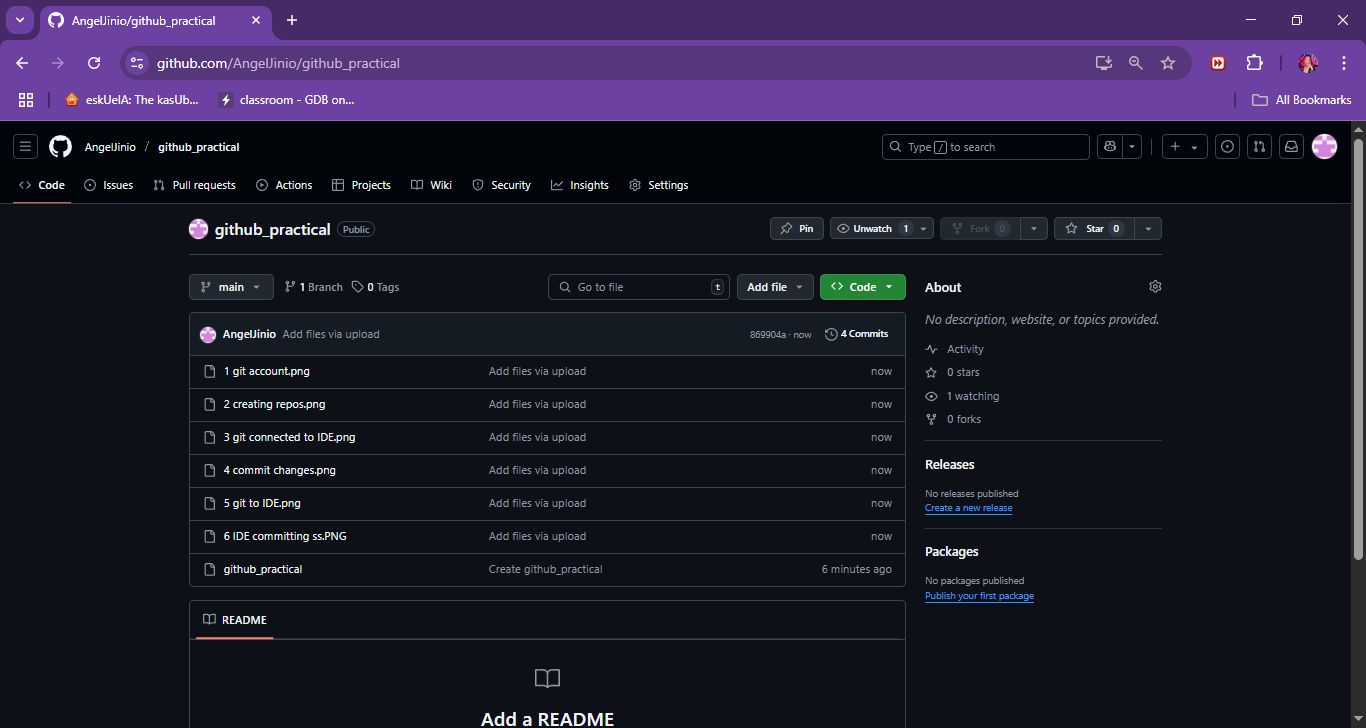 AngelJinio/github_practical
github.com/AngelJinio/github_practical
eskUelA: The kasUb...
classroom - GDB on...
All Bookmarks
AngelJinio / github_practical
Type / to search
Code
Issues
Pull requests
Actions
Projects
Wiki
Security
Insights
Settings
github_practical
Public
Pin
Unwatch 1
Fork 0
Star 0
main
1 Branch
0 Tags
Go to file
t
Add file
Code
AngelJinio Add files via upload
869904a · now
4 Commits
1 git account.png Add files via upload now
2 creating repos.png Add files via upload now
3 git connected to IDE.png Add files via upload now
4 commit changes.png Add files via upload now
5 git to IDE.png Add files via upload now
6 IDE committing ss.PNG Add files via upload now
github_practical Create github_practical 6 minutes ago
README
Add a README
About
No description, website, or topics provided.
Activity
0 stars
1 watching
0 forks
Releases
No releases published
Create a new release
Packages
No packages published
Publish your first package